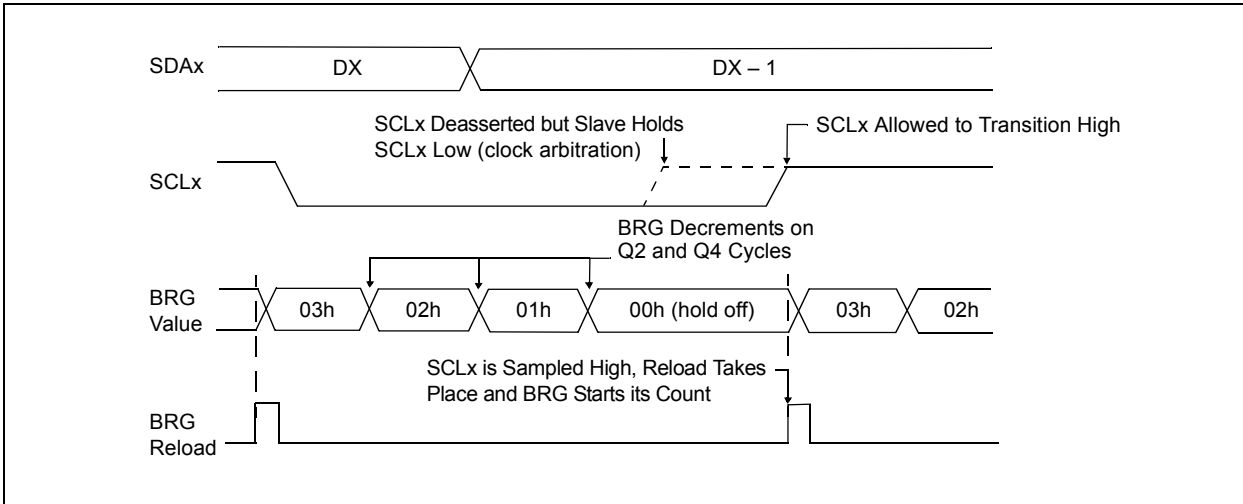 SDAx
DX
DX – 1
SCLx Deasserted but Slave Holds
SCLx Low (clock arbitration)
SCLx Allowed to Transition High
SCLx
BRG Decrements on
Q2 and Q4 Cycles
BRG
Value
03h
02h
01h
00h (hold off)
03h
02h
SCLx is Sampled High, Reload Takes
Place and BRG Starts its Count
BRG
Reload